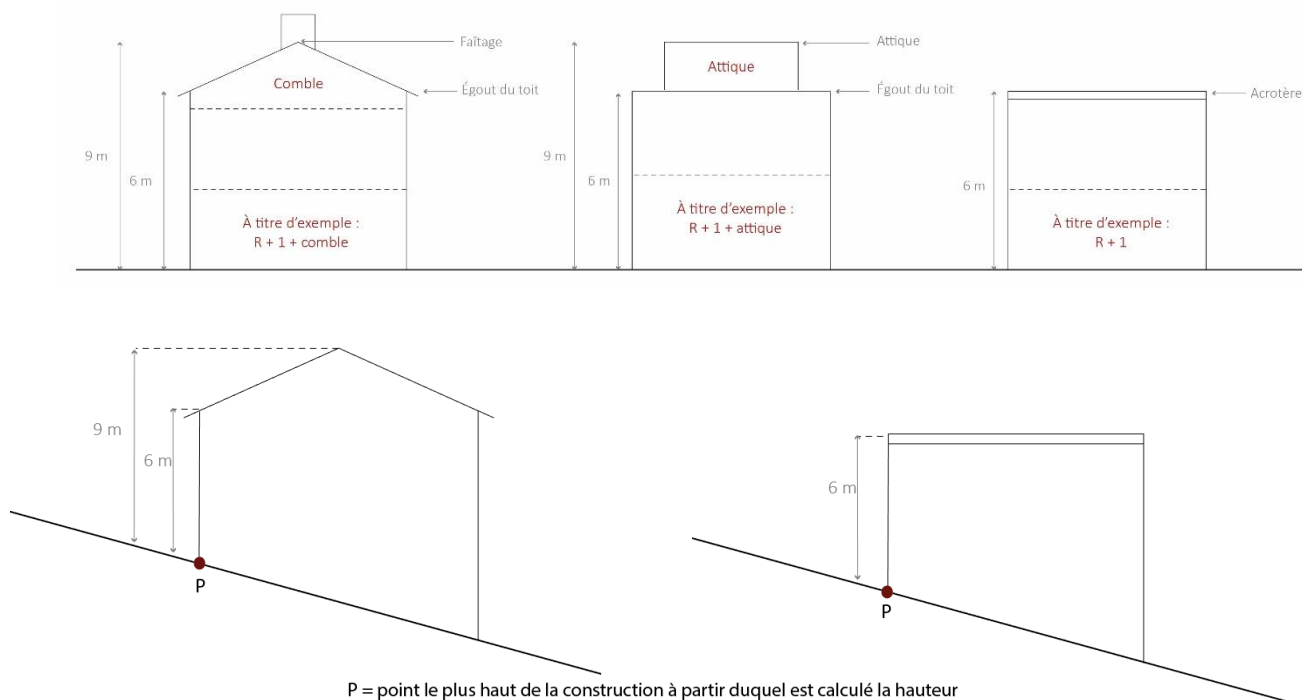 Faîtage
Comble
Égout du toit
9 m
6 m
À titre d'exemple :
R + 1 + comble
Attique
Attique
Égout du toit
9 m
6 m
À titre d'exemple :
R + 1 + attique
Acrotère
6 m
À titre d'exemple :
R + 1
9 m
6 m
P
6 m
P
P = point le plus haut de la construction à partir duquel est calculé la hauteur